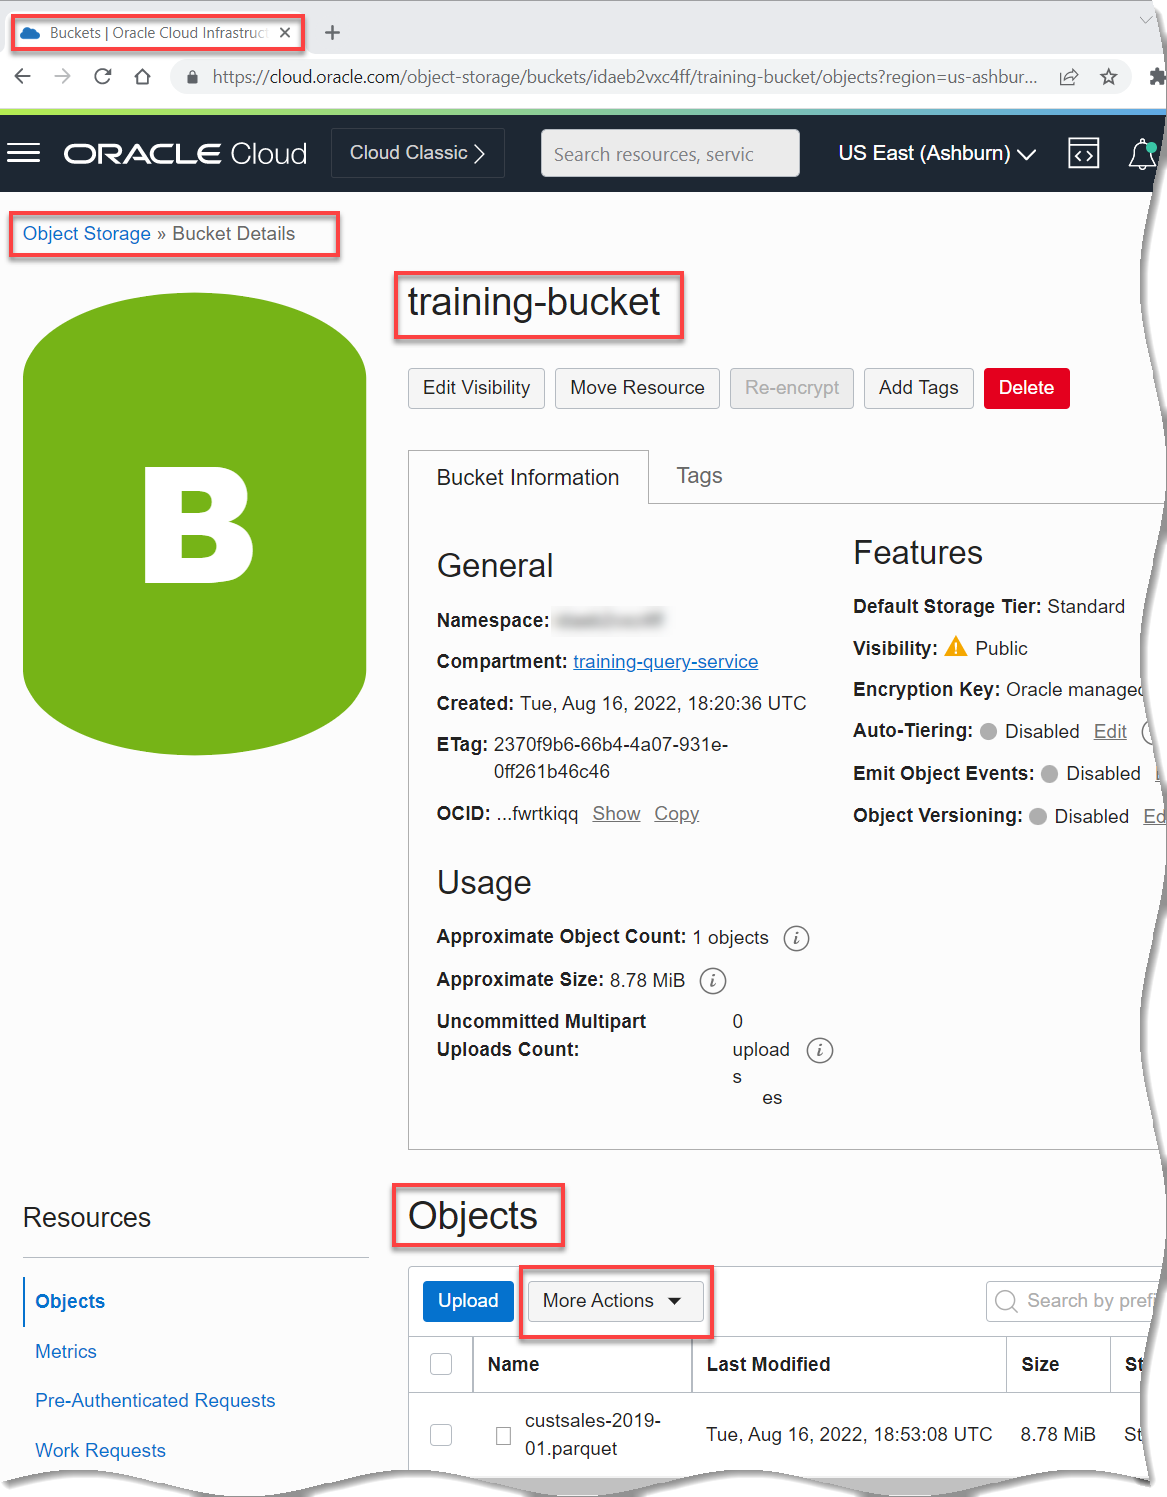 Buckets | Oracle Cloud Infrastruct
https://cloud.oracle.com/object-storage/buckets/idaeb2vxc4ff/training-bucket/objects?region=us-ashbur...
ORACLE Cloud
Cloud Classic
Search resources, servic
US East (Ashburn)
Object Storage » Bucket Details
B
training-bucket
Edit Visibility
Move Resource
Re-encrypt
Add Tags
Delete
Bucket Information
Tags
General
Namespace:
Compartment: training-query-service
Created: Tue, Aug 16, 2022, 18:20:36 UTC
ETag: 2370f9b6-66b4-4a07-931e-
0ff261b46c46
OCID: ...fwrtkiqq Show Copy
Features
Default Storage Tier: Standard
Visibility: Public
Encryption Key: Oracle managed
Auto-Tiering: Disabled Edit
Emit Object Events: Disabled
Object Versioning: Disabled Ed
Usage
Approximate Object Count: 1 objects
Approximate Size: 8.78 MiB
Uncommitted Multipart
Uploads Count:
0
upload
s
es
Resources
Objects
Metrics
Pre-Authenticated Requests
Work Requests
Objects
Upload
More Actions
Search by prefi
Name
Last Modified
Size
St
custsales-2019-
01.parquet
Tue, Aug 16, 2022, 18:53:08 UTC
8.78 MiB
St